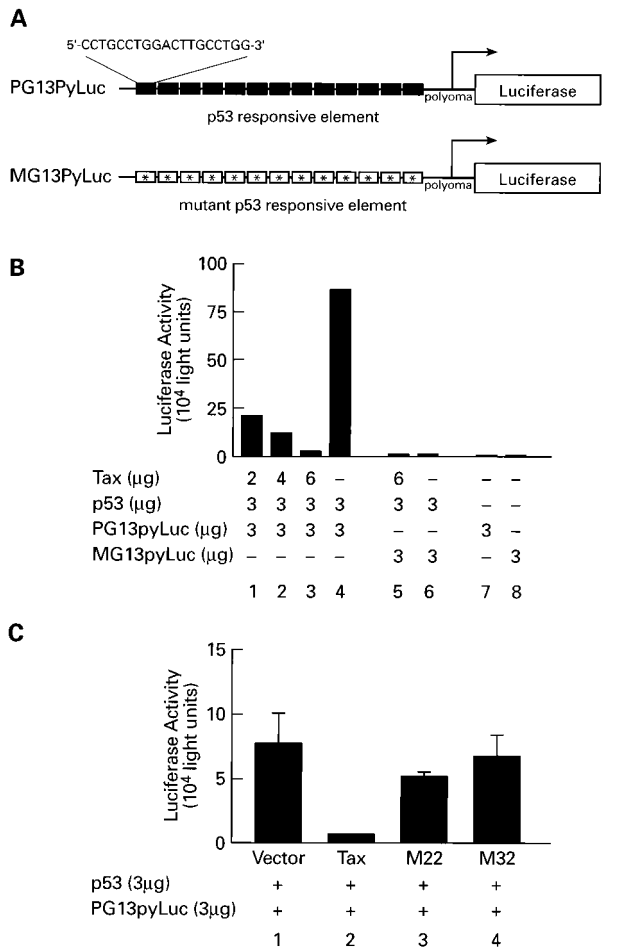 A
5'-CCTGCCTGGACTTGCCTGG-3'
PG13PyLuc
polyoma
Luciferase
p53 responsive element
MG13PyLuc
* * * * * * * * * * * * *
polyoma
Luciferase
mutant p53 responsive element
B
Luciferase Activity
(10⁴ light units)
100
75
50
25
0
Tax (μg) 2 4 6 – 6 – – –
p53 (μg) 3 3 3 3 3 3 – –
PG13pyLuc (μg) 3 3 3 3 – – 3 –
MG13pyLuc (μg) – – – – 3 3 – 3
1 2 3 4 5 6 7 8
C
Luciferase Activity
(10⁴ light units)
15
10
5
0
Vector Tax M22 M32
p53 (3μg) + + + +
PG13pyLuc (3μg) + + + +
1 2 3 4